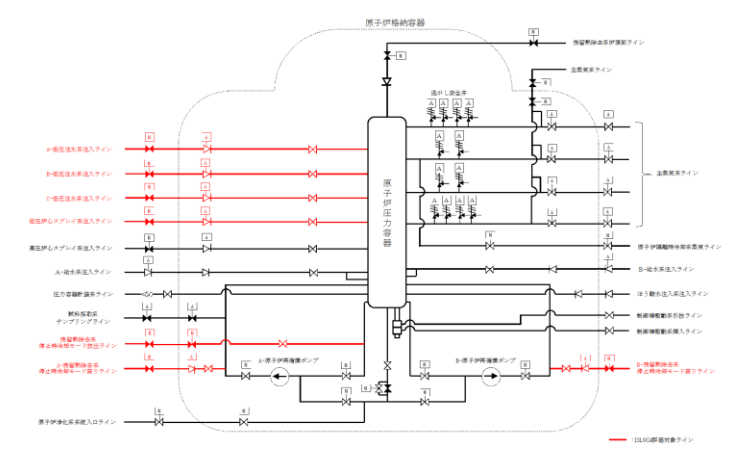 原子炉格納容器
残留熱除去系炉頂部ライン
主蒸気系ライン
逃がし安全弁
A-低圧注水系注入ライン
B-低圧注水系注入ライン
C-低圧注水系注入ライン
低圧炉心スプレイ系注入ライン
高圧炉心スプレイ系注入ライン
A-給水系注入ライン
圧力容器計装系ライン
試料採取系
サンプリングライン
残留熱除去系
停止時冷却モード抜出ライン
A-残留熱除去系
停止時冷却モード戻りライン
原子炉浄化系系統入口ライン
原子炉圧力容器
A-原子炉再循環ポンプ
B-原子炉再循環ポンプ
主蒸気系ライン
原子炉隔離時冷却系蒸気ライン
B-給水系注入ライン
ほう酸水注入系注入ライン
制御棒駆動系引抜ライン
制御棒駆動系挿入ライン
B-残留熱除去系
停止時冷却モード戻りライン
:ISLOCA評価対象ライン